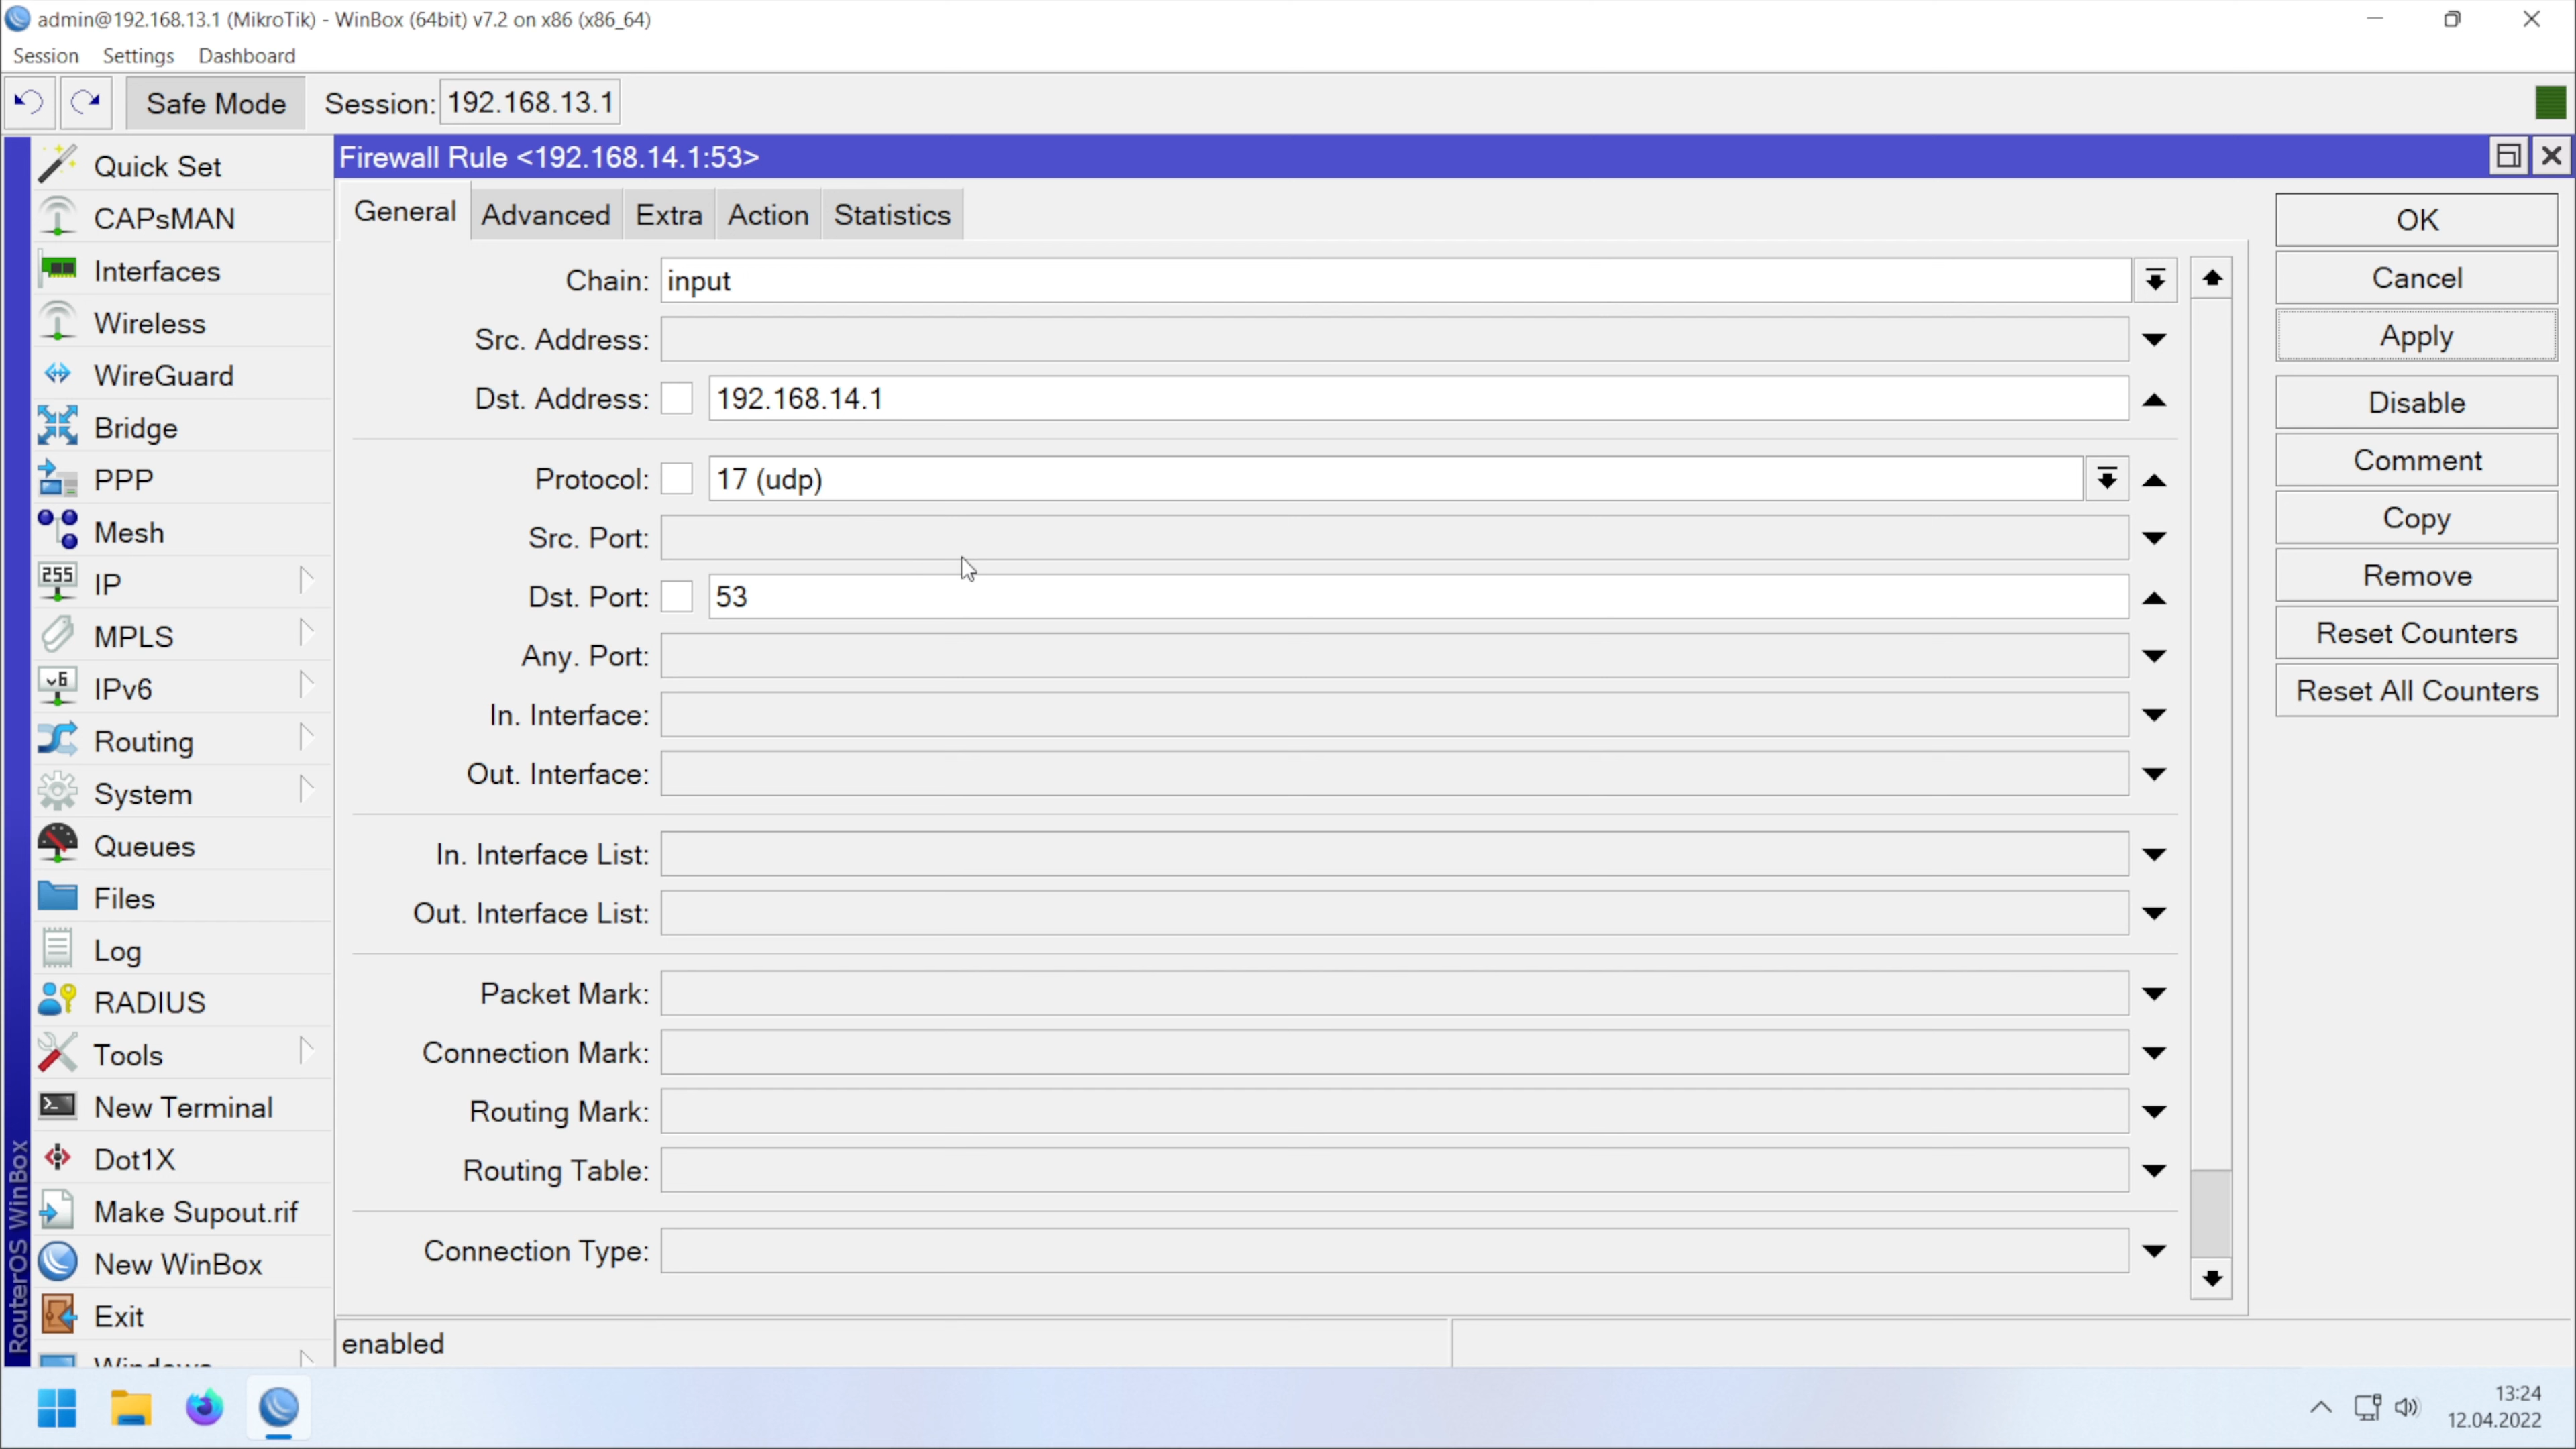 admin@192.168.13.1 (MikroTik) - WinBox (64bit) v7.2 on x86 (x86_64)
Session Settings Dashboard
Safe Mode Session: 192.168.13.1
Firewall Rule <192.168.14.1:53>
General Advanced Extra Action Statistics
Quick Set
CAPsMAN
Interfaces
Wireless
WireGuard
Bridge
PPP
Mesh
255 IP
MPLS
v6 IPv6
Routing
System
Queues
Files
Log
RADIUS
Tools
New Terminal
Dot1X
Make Supout.rif
New WinBox
Exit
Windows
RouterOS WinBox
Chain: input
Src. Address:
Dst. Address: 192.168.14.1
Protocol: 17 (udp)
Src. Port:
Dst. Port: 53
Any. Port:
In. Interface:
Out. Interface:
In. Interface List:
Out. Interface List:
Packet Mark:
Connection Mark:
Routing Mark:
Routing Table:
Connection Type:
enabled
OK
Cancel
Apply
Disable
Comment
Copy
Remove
Reset Counters
Reset All Counters
13:24
12.04.2022